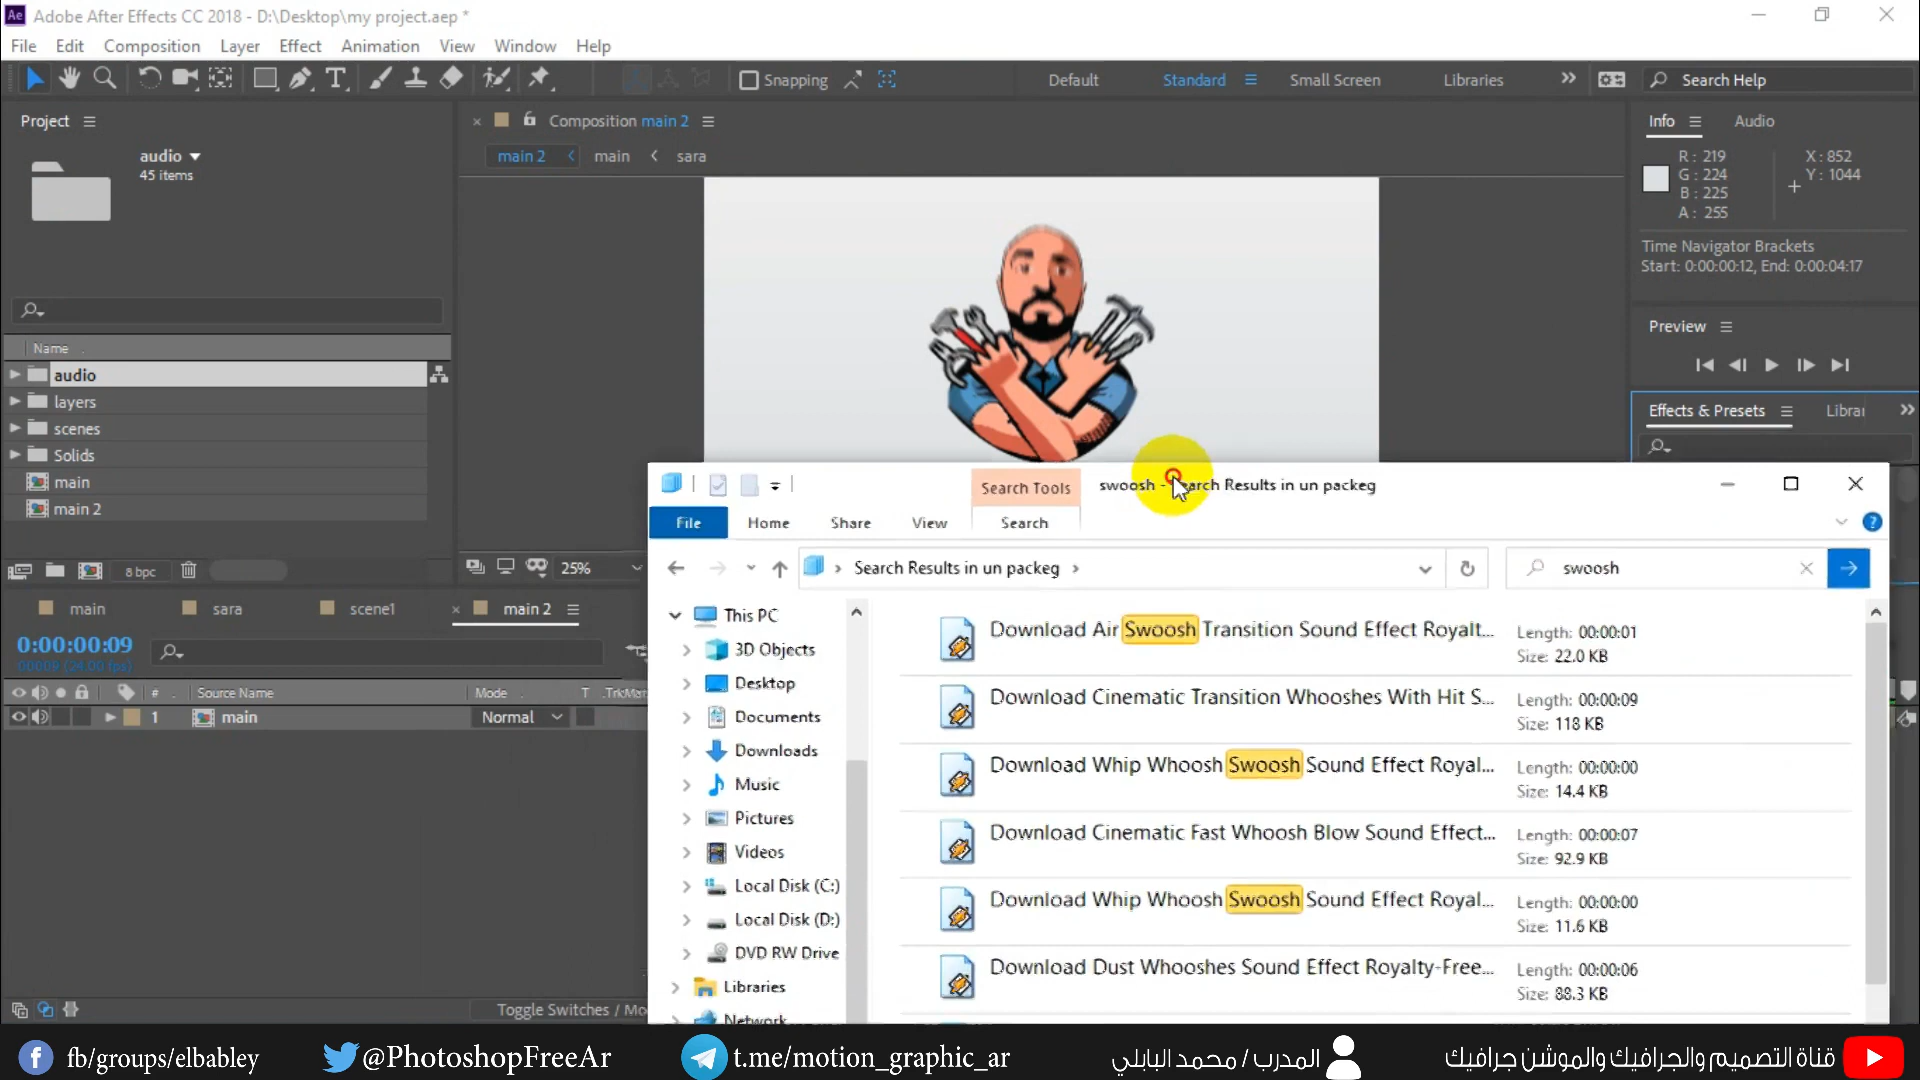 Adobe After Effects CC 2018 - D:\Desktop\my project.aep *
File Edit Composition Layer Effect Animation View Window Help
Snapping Default Standard Small Screen Libraries Search Help
Project
audio
45 items
Name
audio
layers
scenes
Solids
main
main 2
8 bpc
Composition main 2
main 2 main sara
25%
Info Audio
R : 219
G : 224
B : 225
A : 255
X : 852
Y : 1044
Time Navigator Brackets
Start: 0:00:00:12, End: 0:00:04:17
Preview
Effects & Presets
main sara scene1 main 2
0:00:00:09
# Source Name Mode T
1 main Normal
Search Tools swoosh - Search Results in un packeg
File Home Share View Search
Search Results in un packeg swoosh
This PC
3D Objects
Desktop
Documents
Downloads
Music
Pictures
Videos
Local Disk (C:)
Local Disk (D:)
DVD RW Drive
Libraries
Network
Download Air Swoosh Transition Sound Effect Royalt... Length: 00:00:01
Size: 22.0 KB
Download Cinematic Transition Whooshes With Hit S... Length: 00:00:09
Size: 118 KB
Download Whip Whoosh Swoosh Sound Effect Royal... Length: 00:00:00
Size: 14.4 KB
Download Cinematic Fast Whoosh Blow Sound Effect... Length: 00:00:07
Size: 92.9 KB
Download Whip Whoosh Swoosh Sound Effect Royal... Length: 00:00:00
Size: 11.6 KB
Download Dust Whooshes Sound Effect Royalty-Free... Length: 00:00:06
Size: 88.3 KB
Toggle Switches / Mo
fb/groups/elbabley
@PhotoshopFreeAr
t.me/motion_graphic_ar
المدرب / محمد البابلي
قناة التصميم والجرافيك والموشن جرافيك